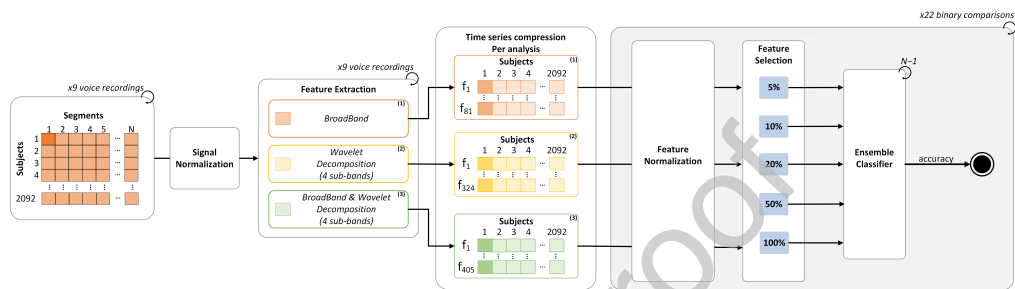 x22 binary comparisons
x9 voice recordings
Segments
1 2 3 4 5 ... N
Subjects
1
2
3
4
2092
Signal
Normalization
x9 voice recordings
Feature Extraction
(1)
BroadBand
(2)
Wavelet
Decomposition
(4 sub-bands)
(3)
BroadBand & Wavelet
Decomposition
(4 sub-bands)
Time series compression
Per analysis
Subjects (1)
1 2 3 4 2092
f1
f81
Subjects (2)
1 2 3 4 ... 2092
f1
f324
Subjects (3)
1 2 3 4 ... 2092
f1
f405
Feature
Normalization
Feature
Selection
5%
10%
20%
50%
100%
N−1
Ensemble
Classifier
accuracy
roof